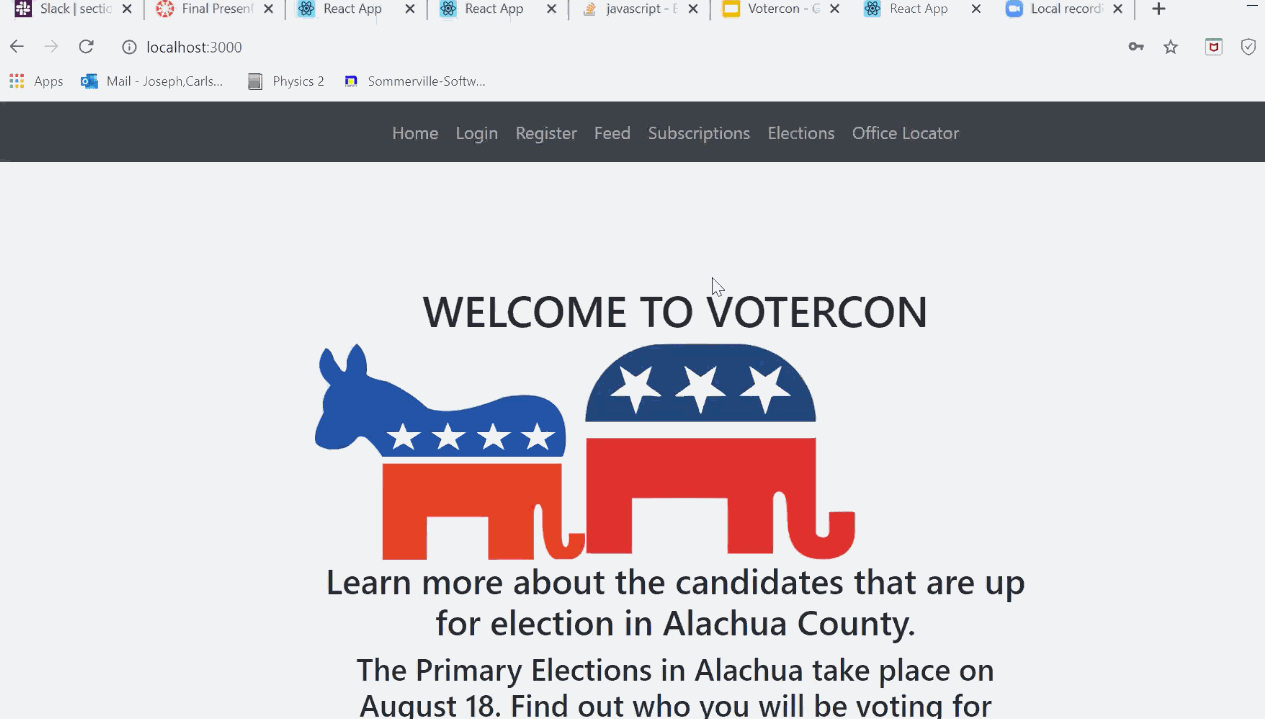 Slack | sectic
Final Present
React App
React App
javascript - E
Votercon - G
React App
Local record
localhost:3000
Apps
Mail - Joseph,Carls...
Physics 2
Sommerville-Softw...
Home Login Register Feed Subscriptions Elections Office Locator
WELCOME TO VOTERCON
Learn more about the candidates that are up
for election in Alachua County.
The Primary Elections in Alachua take place on
August 18. Find out who you will be voting for